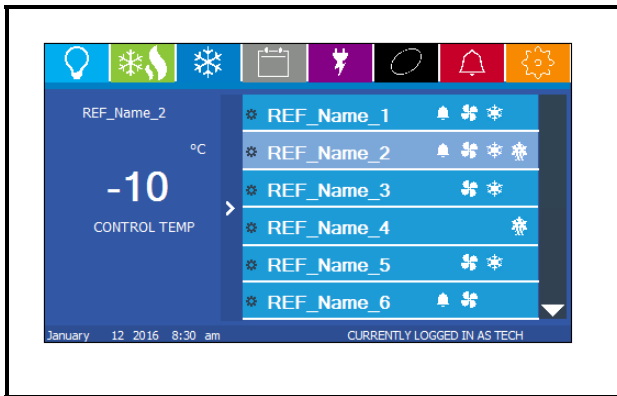 REF_Name_2
°C
-10
CONTROL TEMP
REF_Name_1
REF_Name_2
REF_Name_3
REF_Name_4
REF_Name_5
REF_Name_6
January 12 2016 8:30 am
CURRENTLY LOGGED IN AS TECH